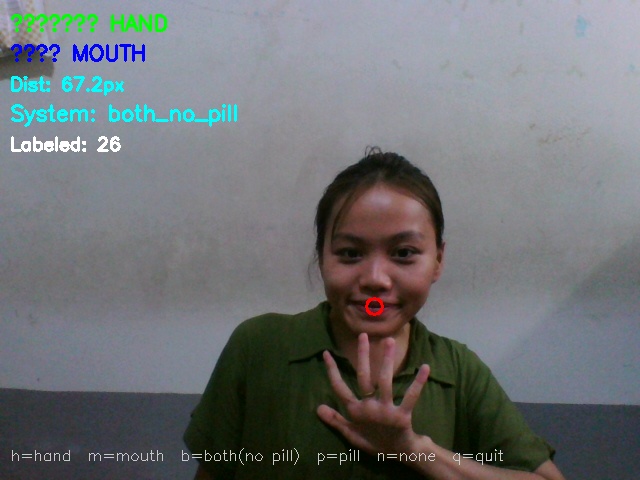 ??????? HAND
???? MOUTH
Dist: 67.2px
System: both_no_pill
Labeled: 26
h=hand m=mouth b=both(no pill) p=pill n=none q=quit